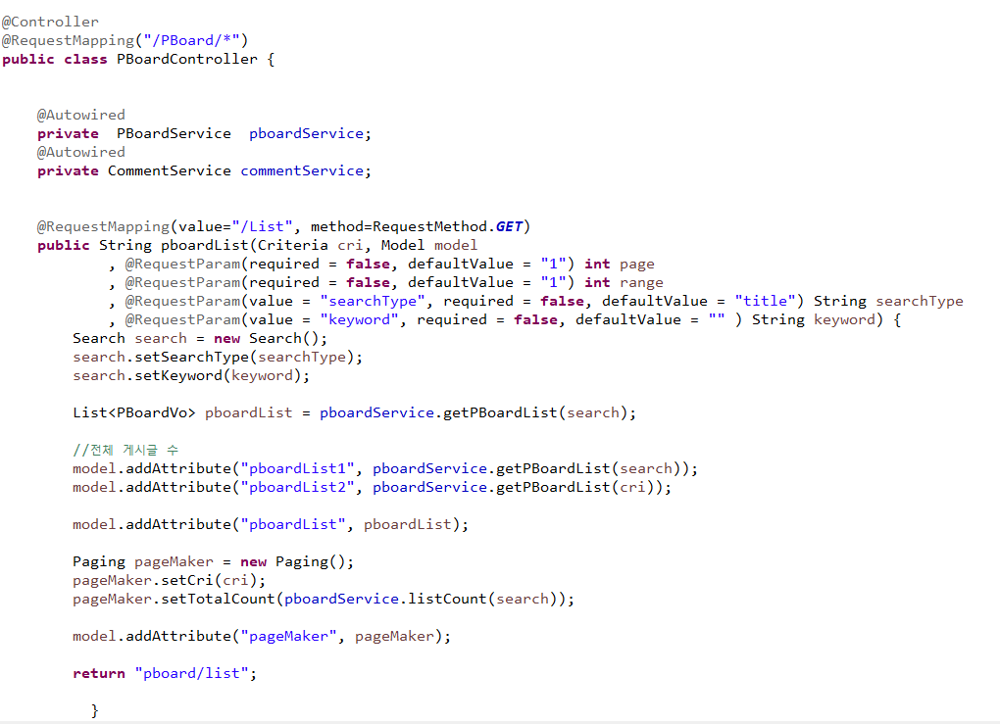 @Controller
@RequestMapping("/PBoard/*")
public class PBoardController {
@Autowired
private  PBoardService  pboardService;
@Autowired
private CommentService commentService;
@RequestMapping(value="/List", method=RequestMethod.GET)
public String pboardList(Criteria cri, Model model
, @RequestParam(required = false, defaultValue = "1") int page
, @RequestParam(required = false, defaultValue = "1") int range
, @RequestParam(value = "searchType", required = false, defaultValue = "title") String searchType
, @RequestParam(value = "keyword", required = false, defaultValue = "" ) String keyword) {
Search search = new Search();
search.setSearchType(searchType);
search.setKeyword(keyword);
List<PBoardVo> pboardList = pboardService.getPBoardList(search);
//전체 게시글 수
model.addAttribute("pboardList1", pboardService.getPBoardList(search));
model.addAttribute("pboardList2", pboardService.getPBoardList(cri));
model.addAttribute("pboardList", pboardList);
Paging pageMaker = new Paging();
pageMaker.setCri(cri);
pageMaker.setTotalCount(pboardService.listCount(search));
model.addAttribute("pageMaker", pageMaker);
return "pboard/list";
}